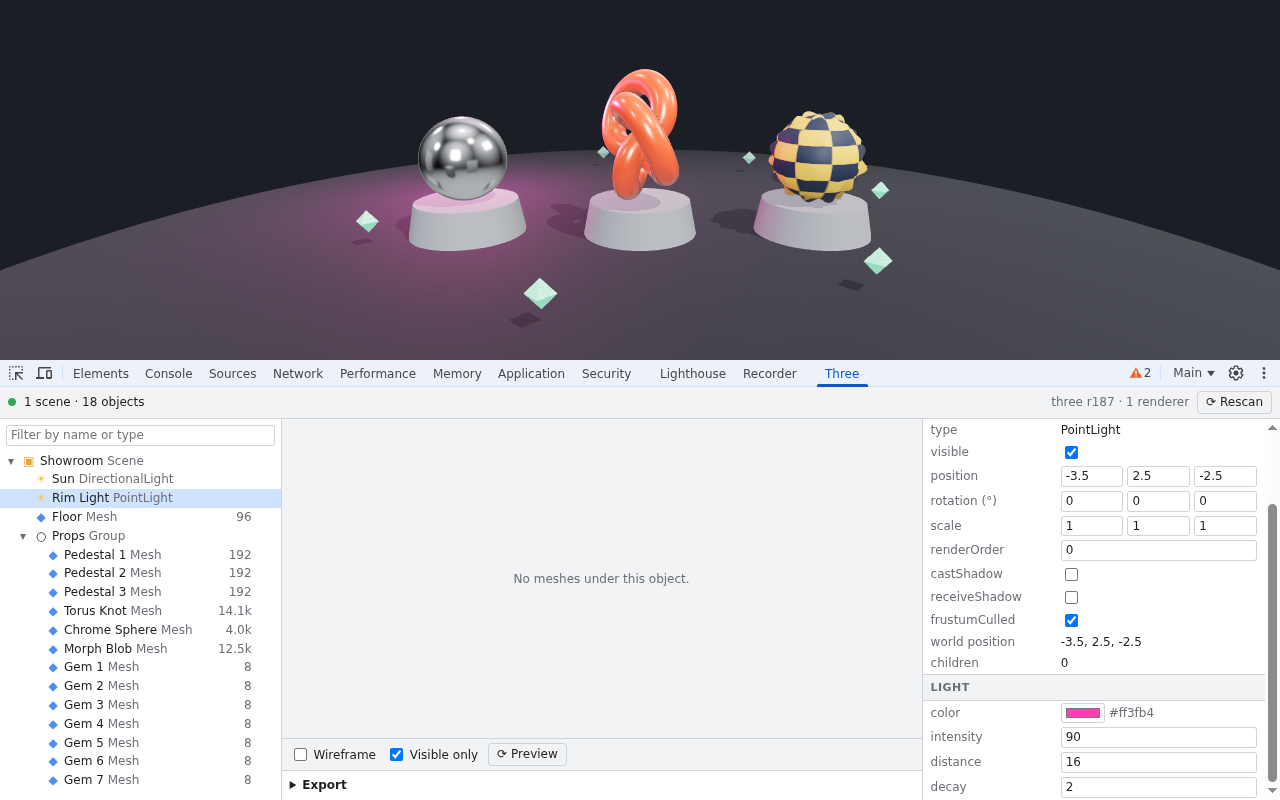 Elements Console Sources Network Performance Memory Application Security Lighthouse Recorder Three 2 Main
1 scene · 18 objects three r187 · 1 renderer ⟳ Rescan
Filter by name or type
Showroom Scene
Sun DirectionalLight
Rim Light PointLight
Floor Mesh 96
Props Group
Pedestal 1 Mesh 192
Pedestal 2 Mesh 192
Pedestal 3 Mesh 192
Torus Knot Mesh 14.1k
Chrome Sphere Mesh 4.0k
Morph Blob Mesh 12.5k
Gem 1 Mesh 8
Gem 2 Mesh 8
Gem 3 Mesh 8
Gem 4 Mesh 8
Gem 5 Mesh 8
Gem 6 Mesh 8
Gem 7 Mesh 8
No meshes under this object.
Wireframe Visible only ⟳ Preview
Export
type PointLight
visible
position -3.5 2.5 -2.5
rotation (°) 0 0 0
scale 1 1 1
renderOrder 0
castShadow
receiveShadow
frustumCulled
world position -3.5, 2.5, -2.5
children 0
LIGHT
color #ff3fb4
intensity 90
distance 16
decay 2